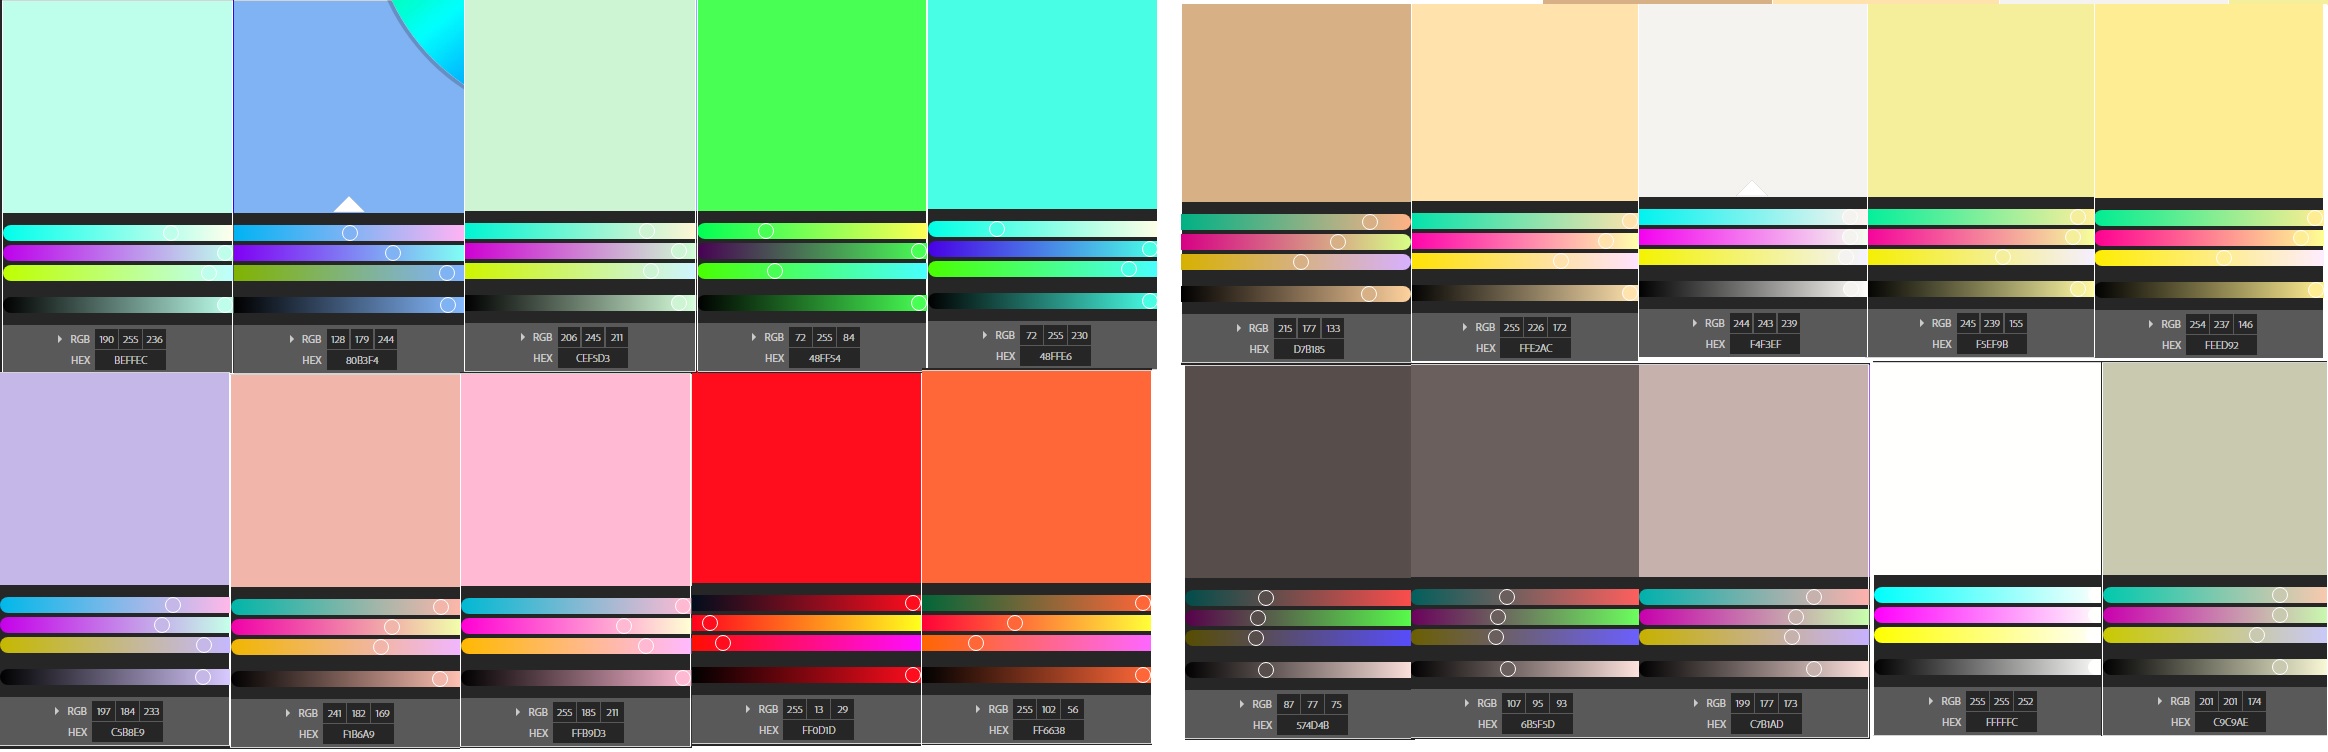 RGB 190 255 236
HEX BEFFEC
RGB 128 179 244
HEX 80B3F4
RGB 206 245 211
HEX CEF5D3
RGB 72 255 84
HEX 48FF54
RGB 72 255 230
HEX 48FFE6
RGB 215 177 133
HEX D7B185
RGB 255 226 172
HEX FFE2AC
RGB 244 243 239
HEX F4F3EF
RGB 245 239 155
HEX F5EF9B
RGB 254 237 146
HEX FEED92
RGB 197 184 233
HEX C5B8E9
RGB 241 182 169
HEX F1B6A9
RGB 255 185 211
HEX FFB9D3
RGB 255 13 29
HEX FF0D1D
RGB 255 102 56
HEX FF6638
RGB 87 77 75
HEX 574D4B
RGB 107 95 93
HEX 6B5F5D
RGB 199 177 173
HEX C7B1AD
RGB 255 255 252
HEX FFFFFC
RGB 201 201 174
HEX C9C9AE